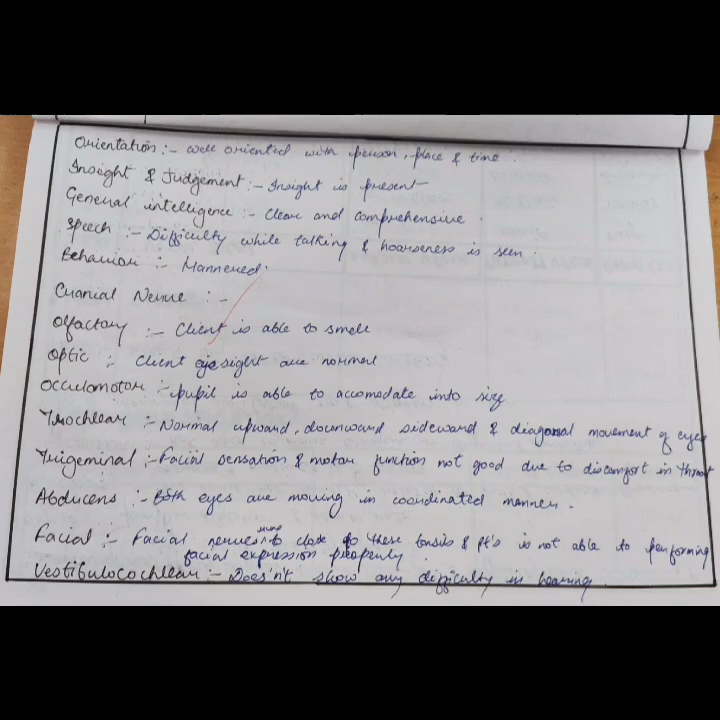 Orientation :- well oriented with person, place & time.
Insight & Judgement :- Insight is present
General intelligence :- Clear and comprehensive.
Speech :- Difficulty while talking & hoarseness is seen
Behavior :- Mannered.
Cranial Nerve :-
Olfactory :- Client is able to smell
Optic :- Client eyesight are normal
Occulomotor :- pupil is able to accomodate into size
Trochlear :- Normal upward, downward sideward & diagonal movement of eyes
Trigeminal :- Facial sensation & motor function not good due to discomfort in throat
Abducens :- Both eyes are moving in coordinated manner.
Facial :- Facial nerves to close to these tonsils & pt's is not able to performing
facial expression properly.
Vestibulocochlear :- Does'n't show any difficulty in hearing.